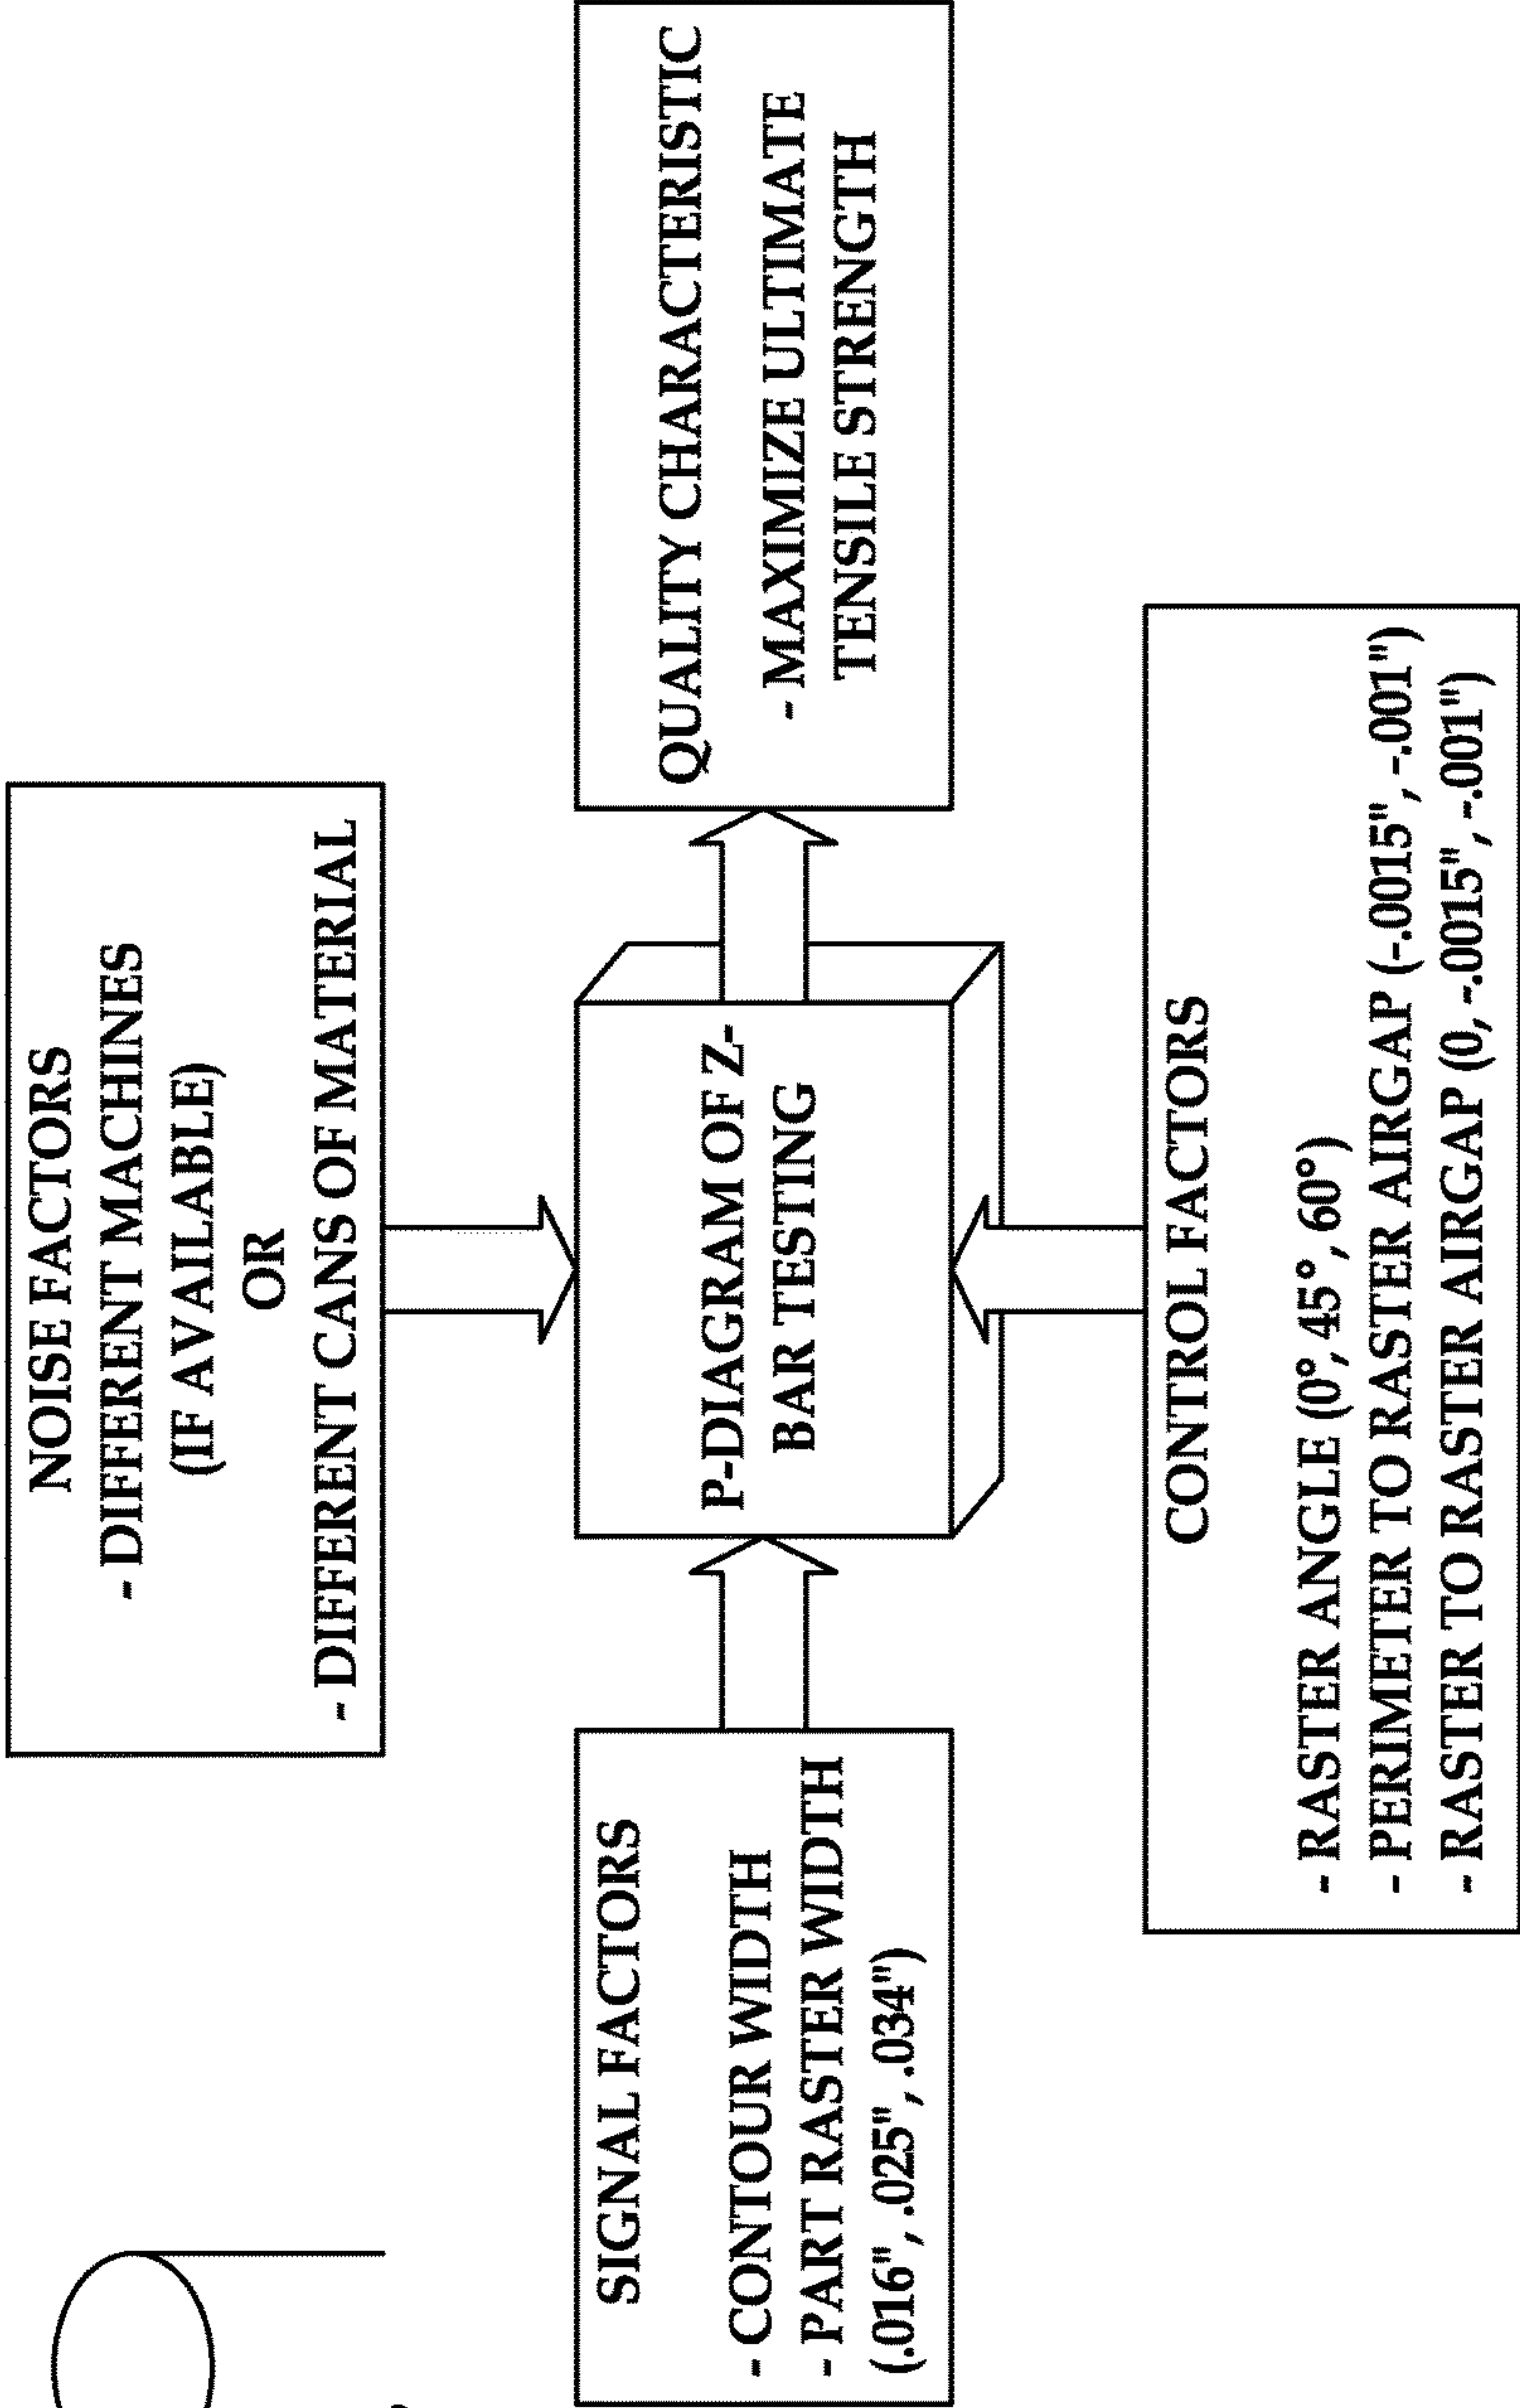 NOISE FACTORS
- DIFFERENT MACHINES
(IF AVAILABLE)
OR
- DIFFERENT CANS OF MATERIAL
SIGNAL FACTORS
- CONTOUR WIDTH
- PART RASTER WIDTH
(.016", .025", .034")
P-DIAGRAM OF Z-
BAR TESTING
QUALITY CHARACTERISTIC
- MAXIMIZE ULTIMATE
TENSILE STRENGTH
CONTROL FACTORS
- RASTER ANGLE (0°, 45°, 60°)
- PERIMETER TO RASTER AIRGAP (-.0015", -.001")
- RASTER TO RASTER AIRGAP (0, -.0015", -.001")